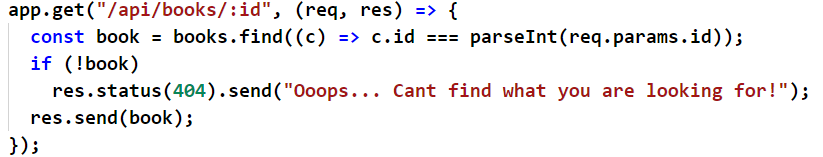 app.get("/api/books/:id", (req, res) => {
  const book = books.find((c) => c.id === parseInt(req.params.id));
  if (!book)
    res.status(404).send("Ooops... Cant find what you are looking for!");
  res.send(book);
});